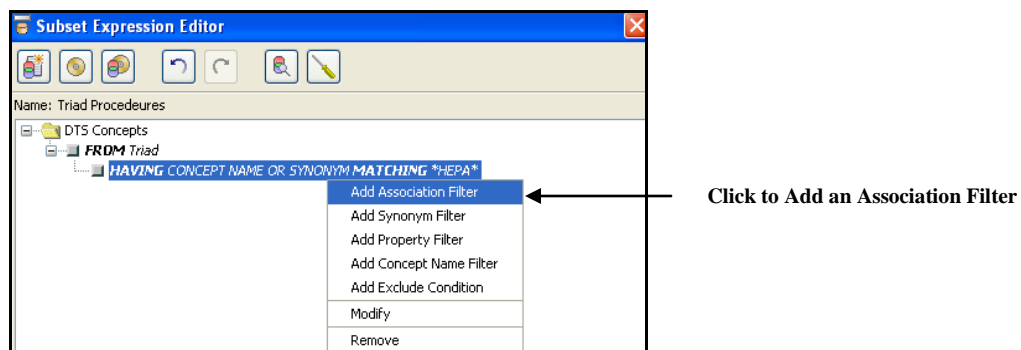 Subset Expression Editor
Name: Triad Procedeures
DTS Concepts
FROM Triad
HAVING CONCEPT NAME OR SYNONYM MATCHING *HEPA*
Add Association Filter
Click to Add an Association Filter
Add Synonym Filter
Add Property Filter
Add Concept Name Filter
Add Exclude Condition
Modify
Remove